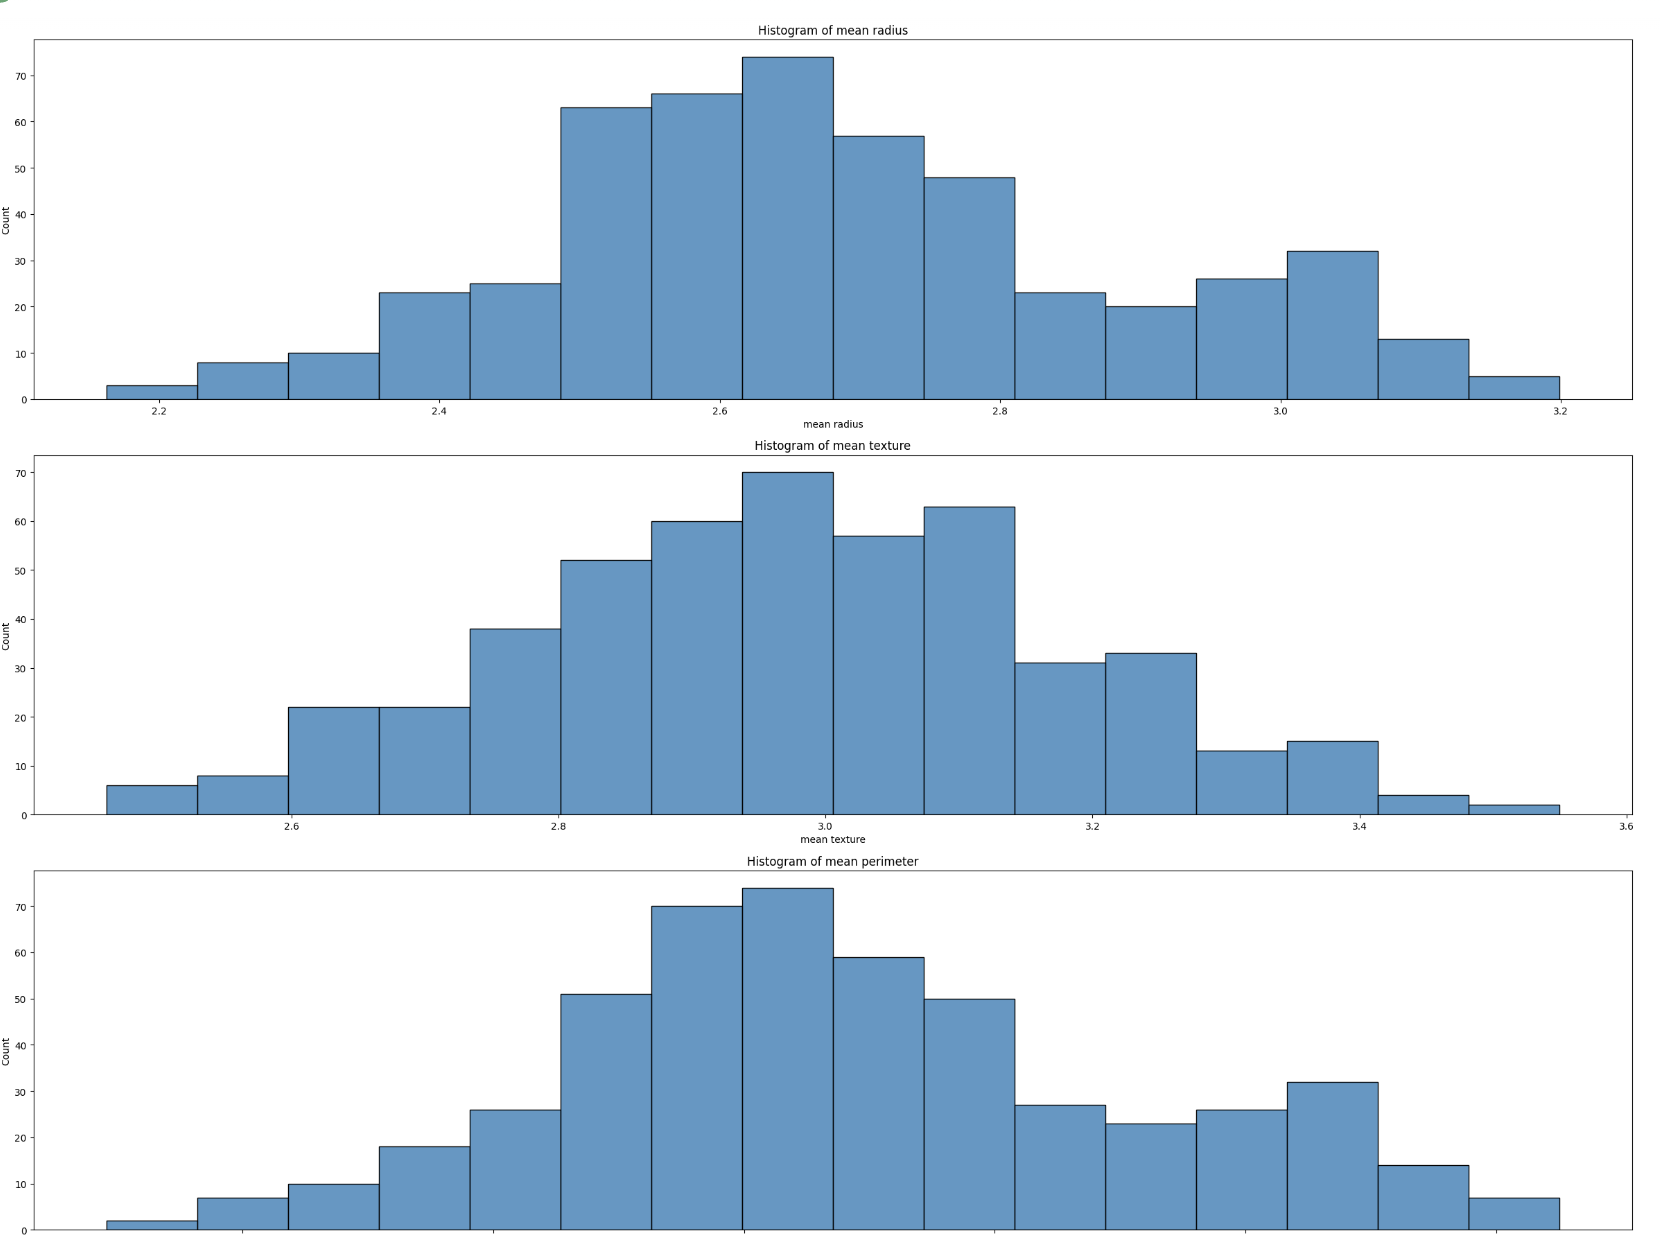 Histogram of mean radius
Count
70
60
50
40
30
20
10
0
2.2 2.4 2.6 2.8 3.0 3.2
mean radius
Histogram of mean texture
Count
70
60
50
40
30
20
10
0
2.6 2.8 3.0 3.2 3.4 3.6
mean texture
Histogram of mean perimeter
Count
70
60
50
40
30
20
10
0